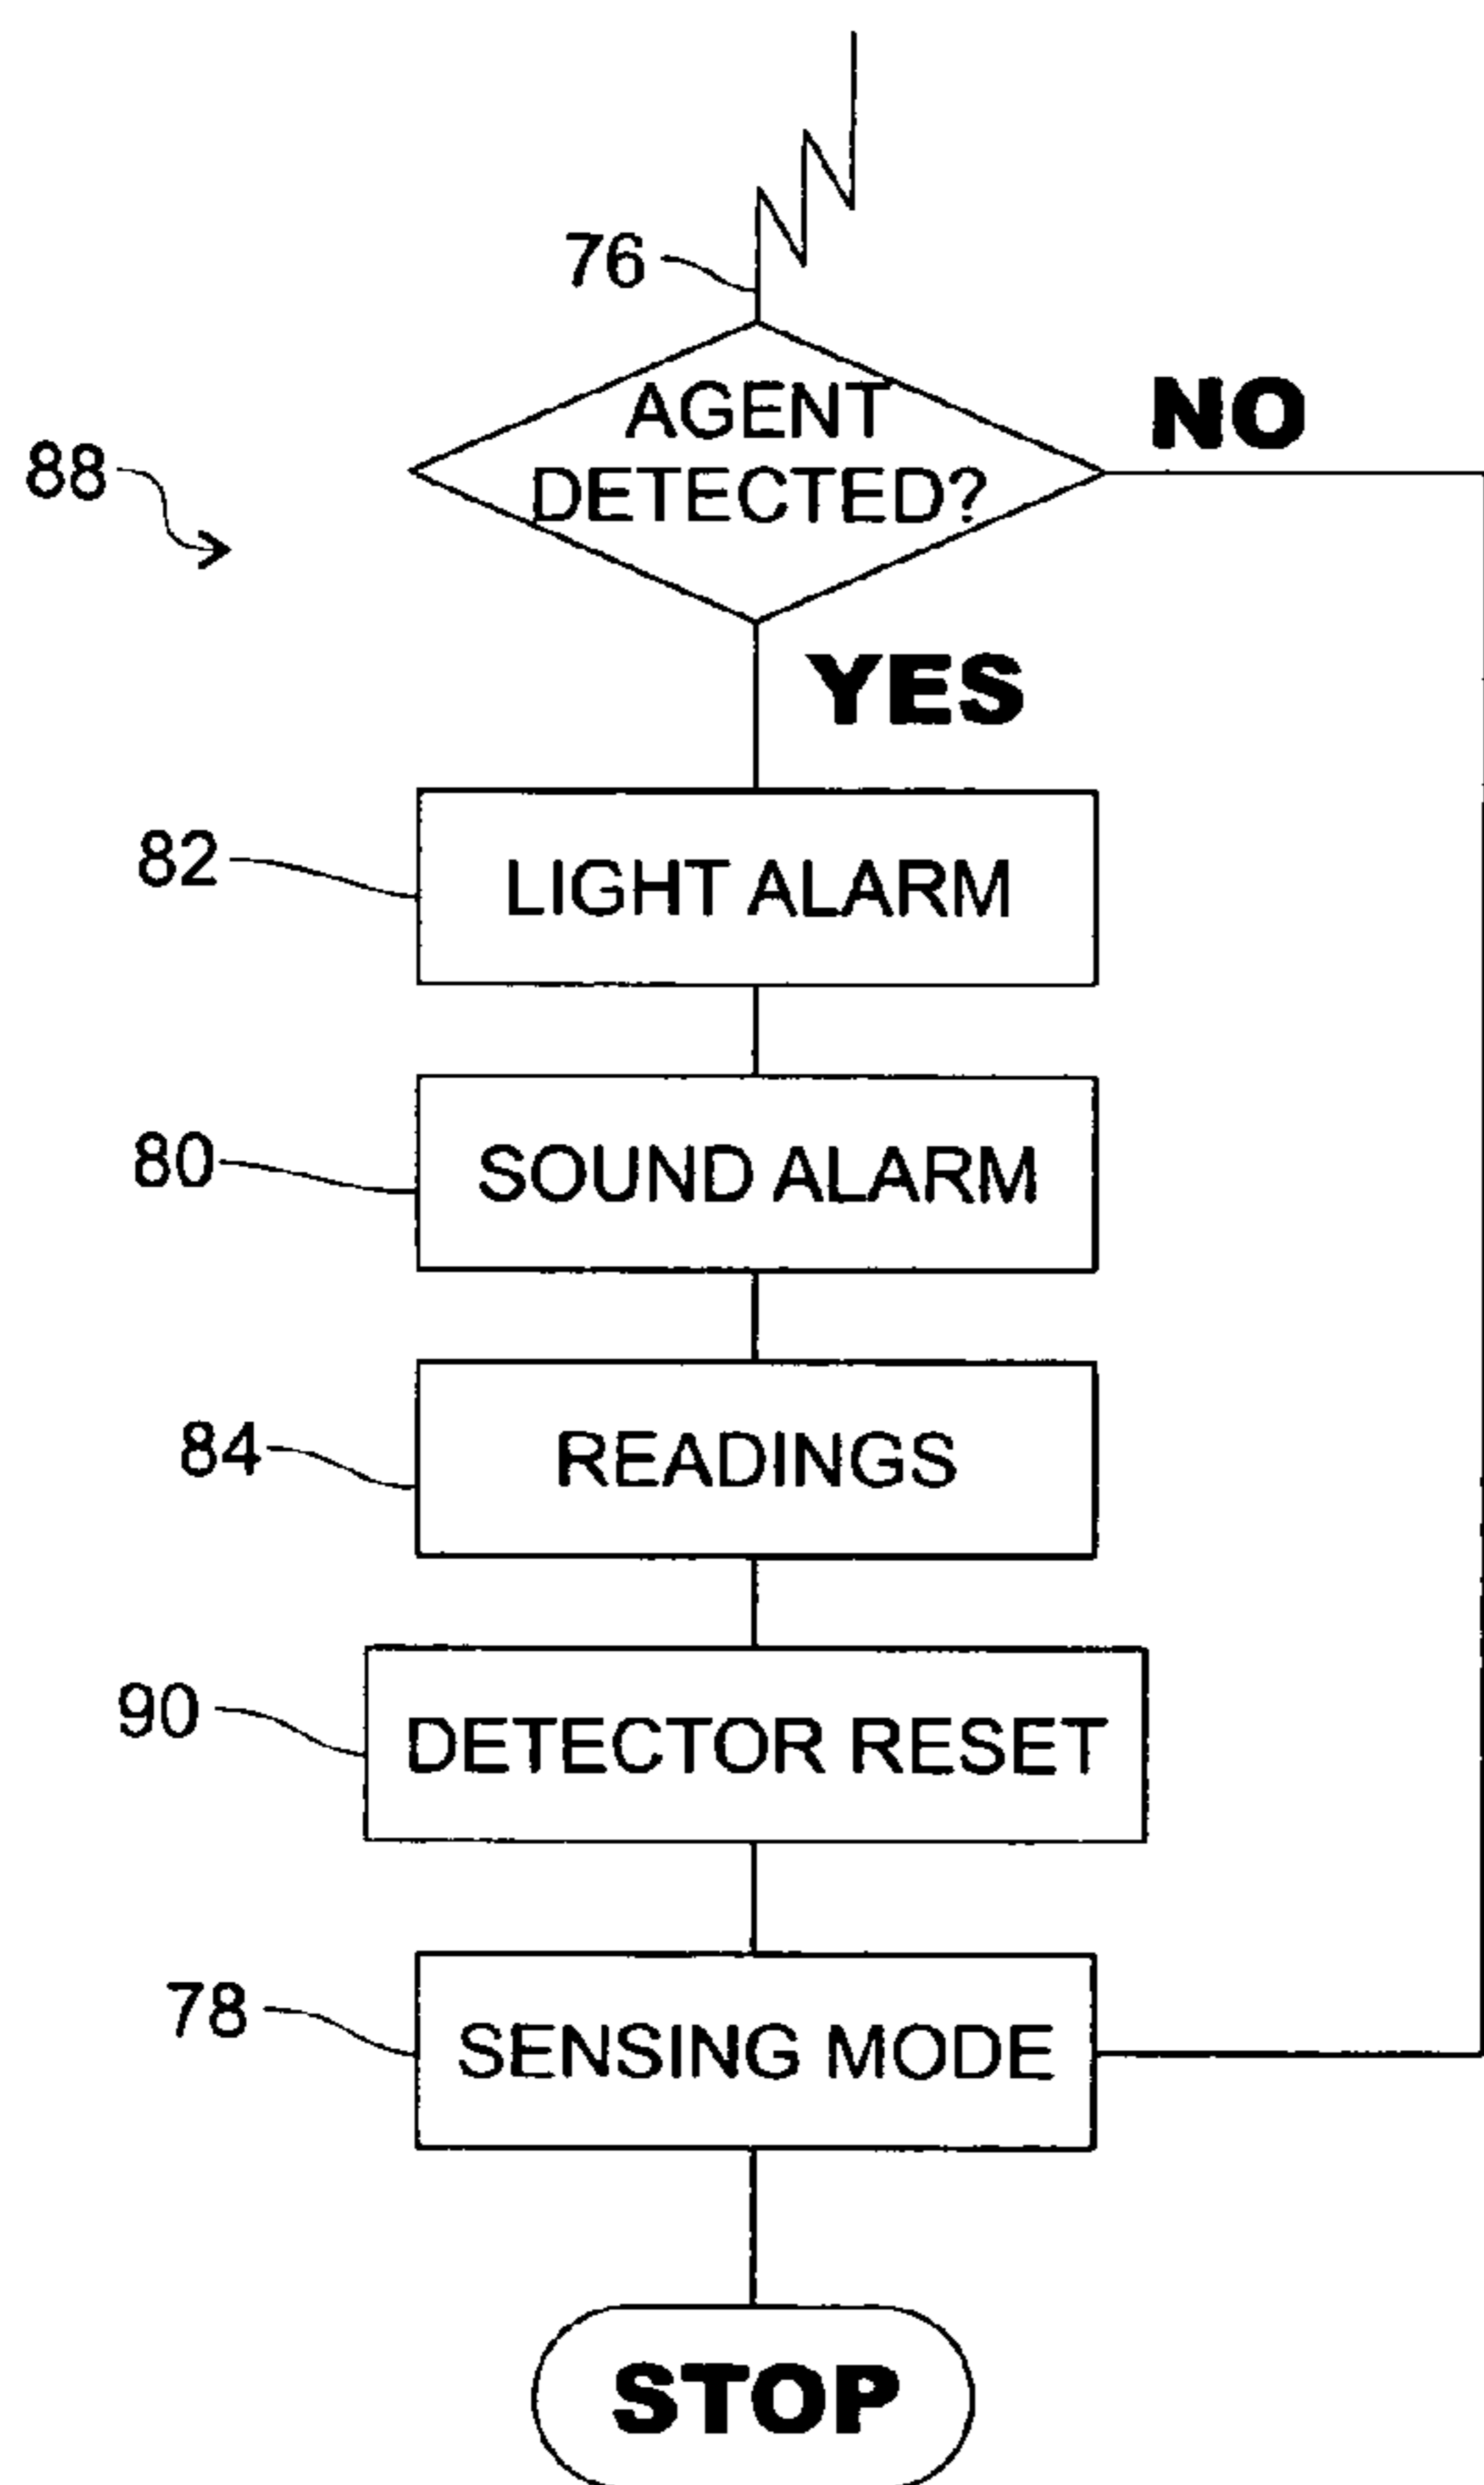 76
AGENT
DETECTED?
NO
88
YES
82
LIGHT ALARM
80
SOUND ALARM
84
READINGS
90
DETECTOR RESET
78
SENSING MODE
STOP